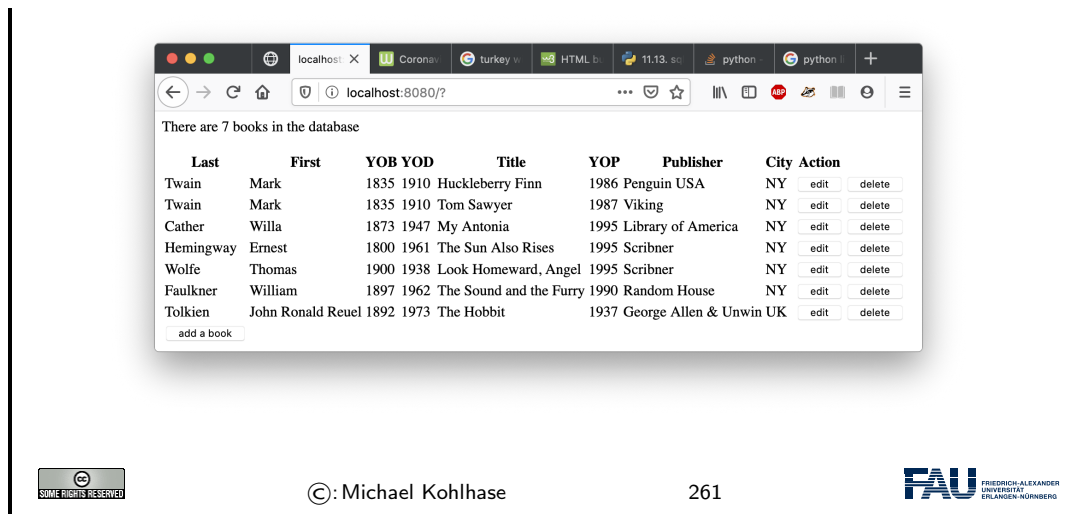 localhost: Coronav turkey w HTML b 11.13. sq python - python li
localhost:8080/?
ABP
There are 7 books in the database
Last First YOB YOD Title YOP Publisher City Action
Twain Mark 1835 1910 Huckleberry Finn 1986 Penguin USA NY edit delete
Twain Mark 1835 1910 Tom Sawyer 1987 Viking NY edit delete
Cather Willa 1873 1947 My Antonia 1995 Library of America NY edit delete
Hemingway Ernest 1800 1961 The Sun Also Rises 1995 Scribner NY edit delete
Wolfe Thomas 1900 1938 Look Homeward, Angel 1995 Scribner NY edit delete
Faulkner William 1897 1962 The Sound and the Furry 1990 Random House NY edit delete
Tolkien John Ronald Reuel 1892 1973 The Hobbit 1937 George Allen & Unwin UK edit delete
add a book
cc
SOME RIGHTS RESERVED
©: Michael Kohlhase
261
FAU
FRIEDRICH-ALEXANDER
UNIVERSITÄT
ERLANGEN-NÜRNBERG